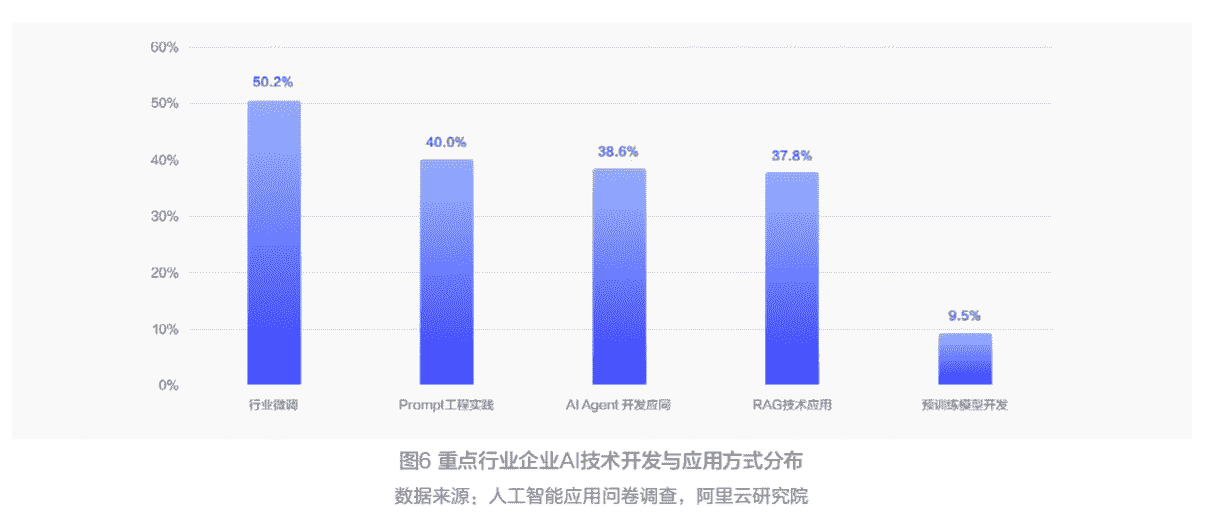 60%
50.2%
50%
40.0%
40%
38.6%
37.8%
30%
20%
10%
9.5%
0%
行业微调
Prompt工程实践
AI Agent 开发应用
RAG技术应用
预训练模型开发
图6 重点行业企业AI技术开发与应用方式分布
数据来源：人工智能应用问卷调查，阿里云研究院